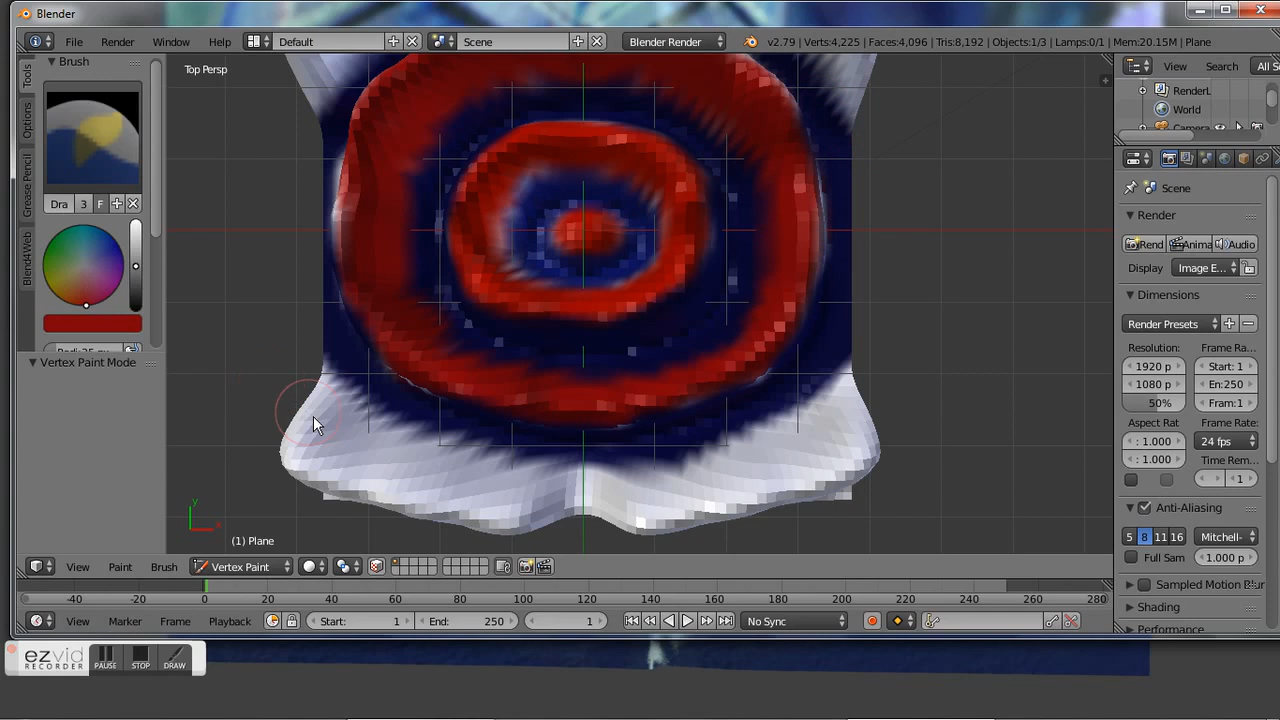 Blender
File Render Window Help Default Scene Blender Render v2.79 | Verts:4,225 | Faces:4,096 | Tris:8,192 | Objects:1/3 | Lamps:0/1 | Mem:20.15M | Plane
Tools
Options
Grease Pencil
Blend4Web
Brush
Dra 3 F
Vertex Paint Mode
Top Persp
y
x
(1) Plane
View Search All S
RenderL
World
Camera
Scene
Render
Rend Anima Audio
Display Image E...
Dimensions
Render Presets
Resolution: Frame Ra...
1920 p Start: 1
1080 p En:250
50% Fram:1
Aspect Rat Frame Rate:
: 1.000 24 fps
: 1.000 Time Rem...
1
Anti-Aliasing
5 8 11 16 Mitchell-
Full Sam 1.000 p
Sampled Motion Blur
Shading
Performance
View Paint Brush Vertex Paint
-40 -20 0 20 40 60 80 100 120 140 160 180 200 220 240 260 280
View Marker Frame Playback Start: 1 End: 250 1 No Sync
ezvid
RECORDER
PAUSE STOP DRAW